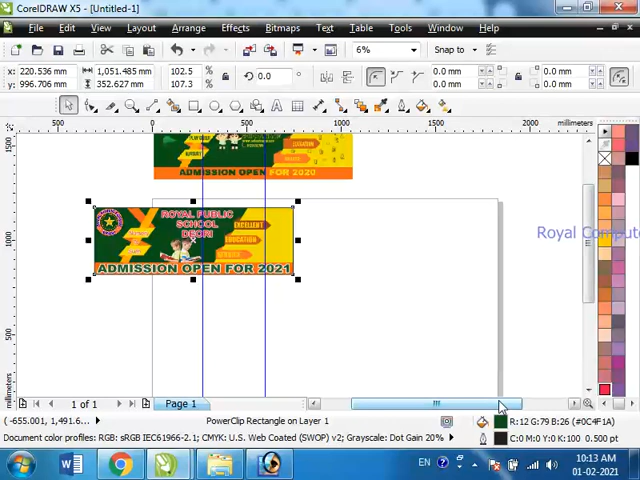 CorelDRAW X5 - [Untitled-1]
File Edit View Layout Arrange Effects Bitmaps Text Table Tools Window Help
6% Snap to
x: 220.536 mm 1,051.485 mm 102.5 % 0.0 0.0 mm 0.0 mm
y: 996.706 mm 352.627 mm 107.3 % 0.0 mm 0.0 mm
500 0 500 1000 2000 millimeters
1500
1000
500
millimeters
ADMISSION OPEN FOR 2020
ROYAL PUBLIC
SCHOOL
DEORI
EXCELLENT
EDUCATION
ADMISSION OPEN FOR 2021
Royal Compute
1 of 1 Page 1
(-655.001, 1,491.6... PowerClip Rectangle on Layer 1 R:12 G:79 B:26 (#0C4F1A)
Document color profiles: RGB: sRGB IEC61966-2.1; CMYK: U.S. Web Coated (SWOP) v2; Grayscale: Dot Gain 20% C:0 M:0 Y:0 K:100 0.500 pt
EN 10:13 AM
01-02-2021